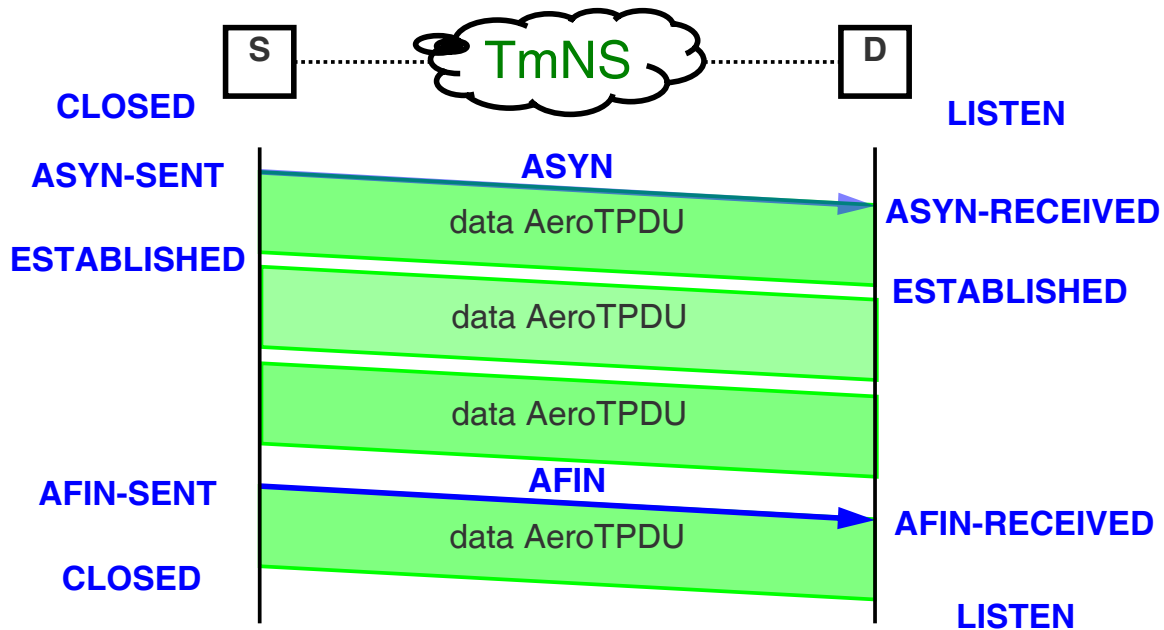 S
TmNS
D
CLOSED
LISTEN
ASYN-SENT
ASYN
ASYN-RECEIVED
data AeroTPDU
ESTABLISHED
ESTABLISHED
data AeroTPDU
data AeroTPDU
AFIN-SENT
AFIN
AFIN-RECEIVED
data AeroTPDU
CLOSED
LISTEN